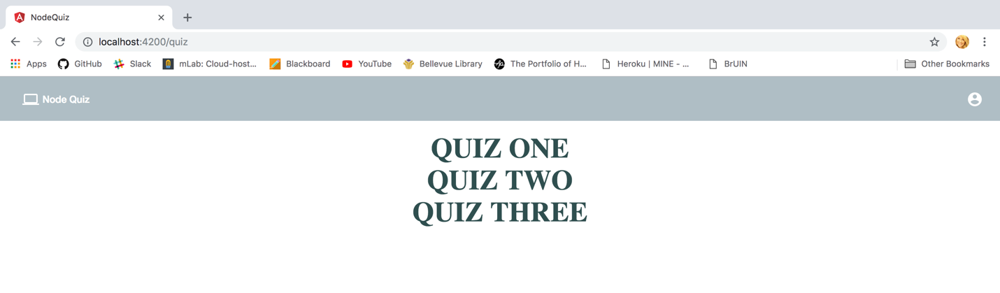 NodeQuiz
localhost:4200/quiz
Apps GitHub Slack mLab: Cloud-host... Blackboard YouTube Bellevue Library The Portfolio of H... Heroku | MINE - ... BrUIN Other Bookmarks
Node Quiz
QUIZ ONE
QUIZ TWO
QUIZ THREE